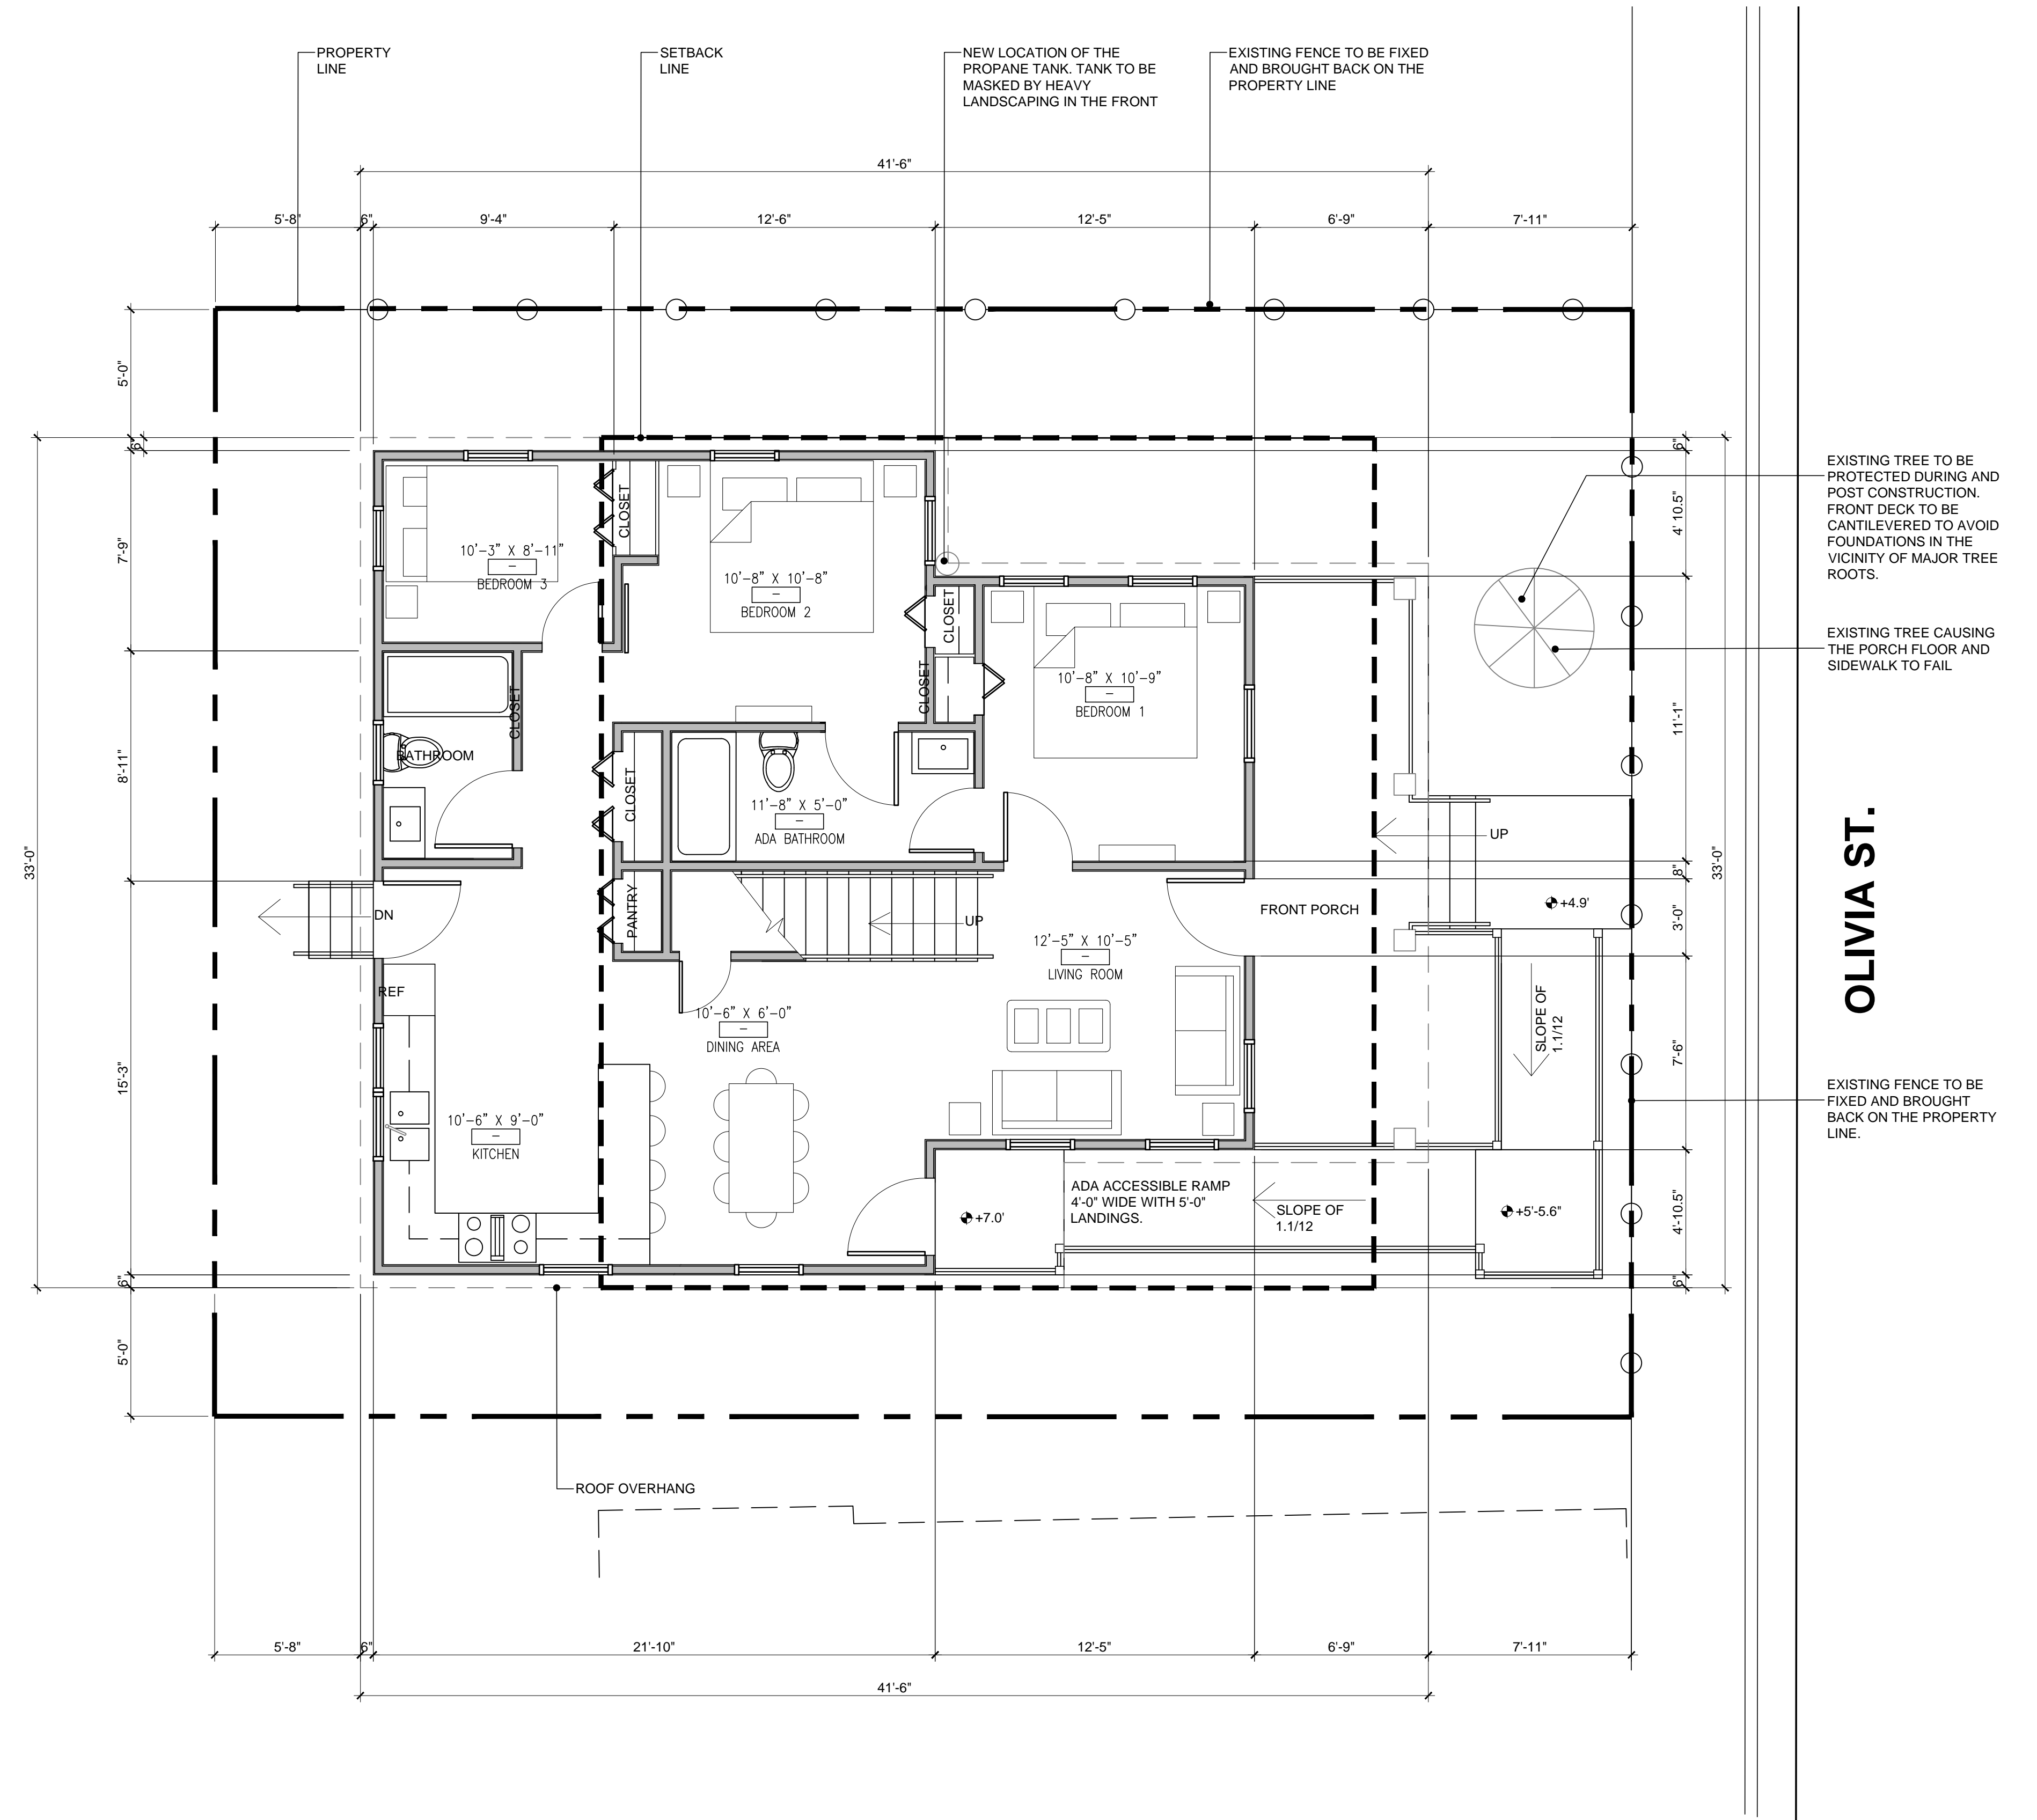 PROPERTY
LINE
SETBACK
LINE
NEW LOCATION OF THE
PROPANE TANK. TANK TO BE
MASKED BY HEAVY
LANDSCAPING IN THE FRONT
EXISTING FENCE TO BE FIXED
AND BROUGHT BACK ON THE
PROPERTY LINE
41'-6"
5'-8"
6"
9'-4"
12'-6"
12'-5"
6'-9"
7'-11"
5'-0"
6"
7'-9"
8'-11"
33'-0"
15'-3"
6"
5'-0"
6"
4' 10.5"
11'-1"
8"
33'-0"
3'-0"
7'-6"
4'-10.5"
6"
EXISTING TREE TO BE
PROTECTED DURING AND
POST CONSTRUCTION.
FRONT DECK TO BE
CANTILEVERED TO AVOID
FOUNDATIONS IN THE
VICINITY OF MAJOR TREE
ROOTS.
EXISTING TREE CAUSING
THE PORCH FLOOR AND
SIDEWALK TO FAIL
OLIVIA ST.
EXISTING FENCE TO BE
FIXED AND BROUGHT
BACK ON THE PROPERTY
LINE.
10'-3" X 8'-11"
BEDROOM 3
CLOSET
10'-8" X 10'-8"
BEDROOM 2
CLOSET
CLOSET
10'-8" X 10'-9"
BEDROOM 1
CLOSET
BATHROOM
CLOSET
11'-8" X 5'-0"
ADA BATHROOM
UP
DN
PANTRY
UP
FRONT PORCH
+4.9'
12'-5" X 10'-5"
LIVING ROOM
REF
10'-6" X 6'-0"
DINING AREA
SLOPE OF
1.1/12
10'-6" X 9'-0"
KITCHEN
ADA ACCESSIBLE RAMP
4'-0" WIDE WITH 5'-0"
LANDINGS.
+7.0'
SLOPE OF
1.1/12
+5'-5.6"
ROOF OVERHANG
5'-8"
6"
21'-10"
12'-5"
6'-9"
7'-11"
41'-6"